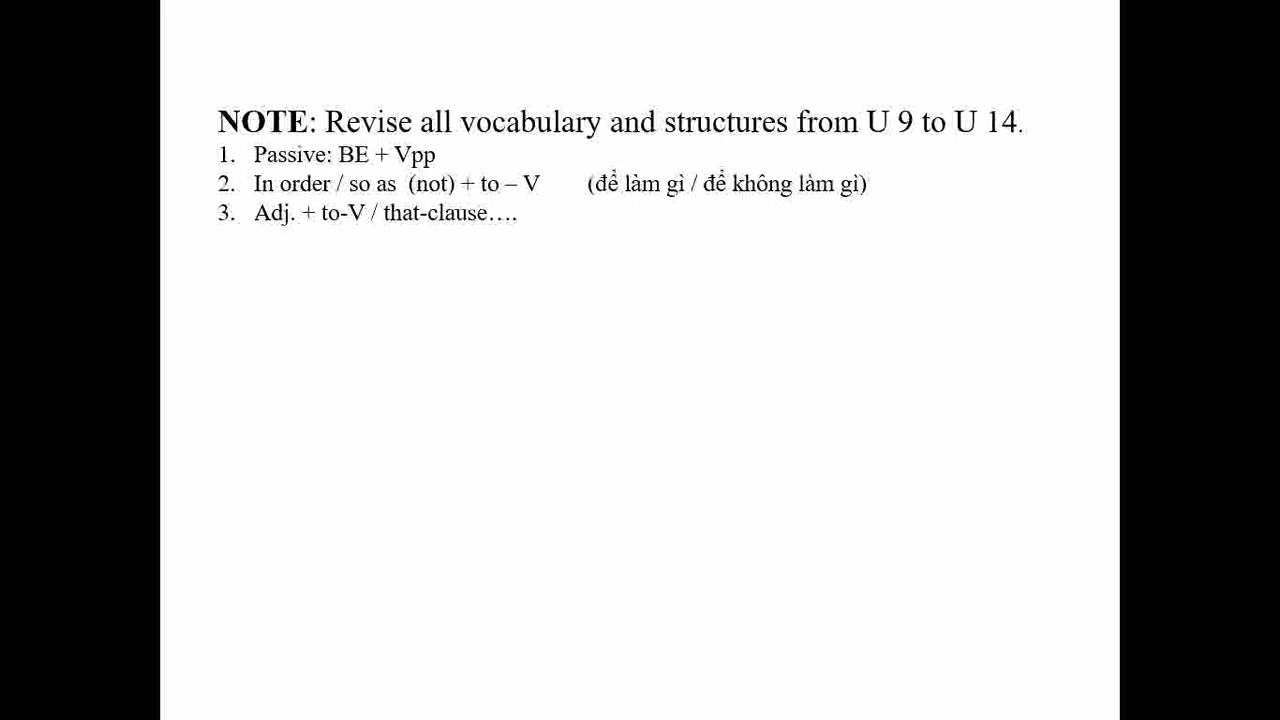 NOTE: Revise all vocabulary and structures from U 9 to U 14.
1. Passive: BE + Vpp
2. In order / so as (not) + to – V (để làm gì / để không làm gì)
3. Adj. + to-V / that-clause….